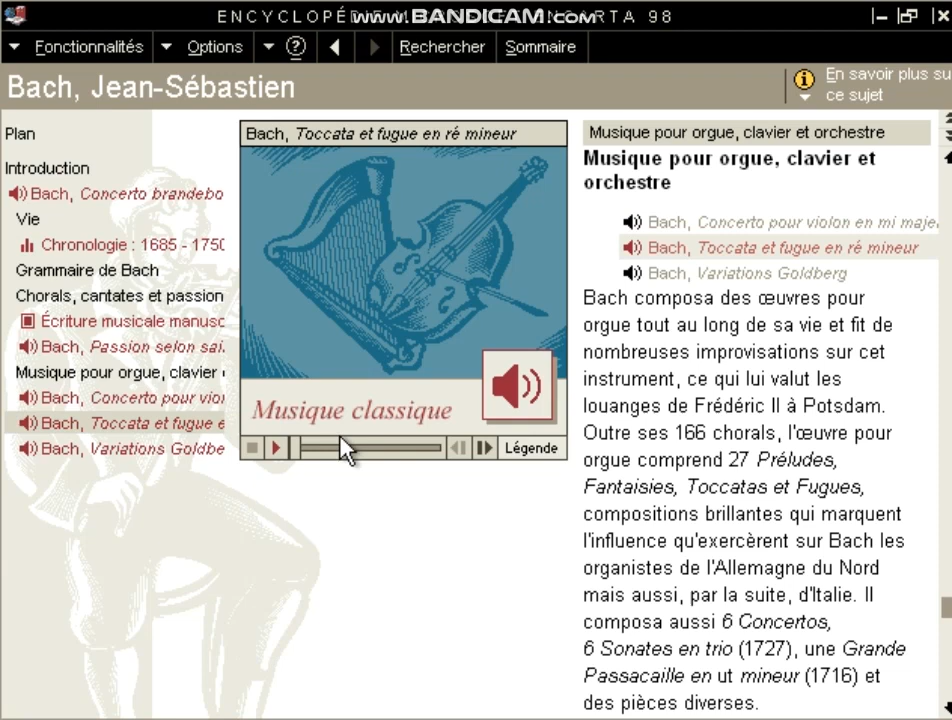 ENCYCLOPÉDIE M
www.BANDICAM.com
NCARTA 98
Fonctionnalités
Options
?
Rechercher
Sommaire
Bach, Jean-Sébastien
i
En savoir plus su
ce sujet
Plan
Introduction
Bach, Concerto brandebo
Vie
Chronologie : 1685 - 1750
Grammaire de Bach
Chorals, cantates et passion
Écriture musicale manusc
Bach, Passion selon sai
Musique pour orgue, clavier
Bach, Concerto pour viol
Bach, Toccata et fugue e
Bach, Variations Goldbe
Bach, Toccata et fugue en ré mineur
Musique classique
Légende
Musique pour orgue, clavier et orchestre
Musique pour orgue, clavier et
orchestre
Bach, Concerto pour violon en mi maje
Bach, Toccata et fugue en ré mineur
Bach, Variations Goldberg
Bach composa des œuvres pour
orgue tout au long de sa vie et fit de
nombreuses improvisations sur cet
instrument, ce qui lui valut les
louanges de Frédéric II à Potsdam.
Outre ses 166 chorals, l'œuvre pour
orgue comprend 27 Préludes,
Fantaisies, Toccatas et Fugues,
compositions brillantes qui marquent
l'influence qu'exercèrent sur Bach les
organistes de l'Allemagne du Nord
mais aussi, par la suite, d'Italie. Il
composa aussi 6 Concertos,
6 Sonates en trio (1727), une Grande
Passacaille en ut mineur (1716) et
des pièces diverses.